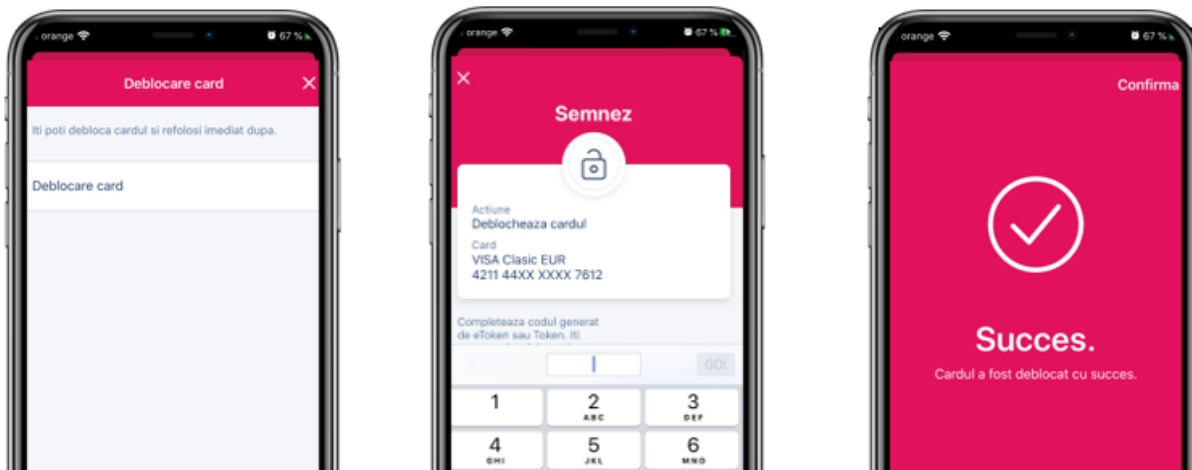 orange 67 %
Deblocare card
Iti poti debloca cardul si refolosi imediat dupa.
Deblocare card
orange 67 %
Semnez
Actiune
Deblocheaza cardul
Card
VISA Clasic EUR
4211 44XX XXXX 7612
Completeaza codul generat
de eToken sau Token. Iti
GO!
1
2
ABC
3
DEF
4
GHI
5
JKL
6
MNO
orange 67 %
Confirma
Succes.
Cardul a fost deblocat cu succes.